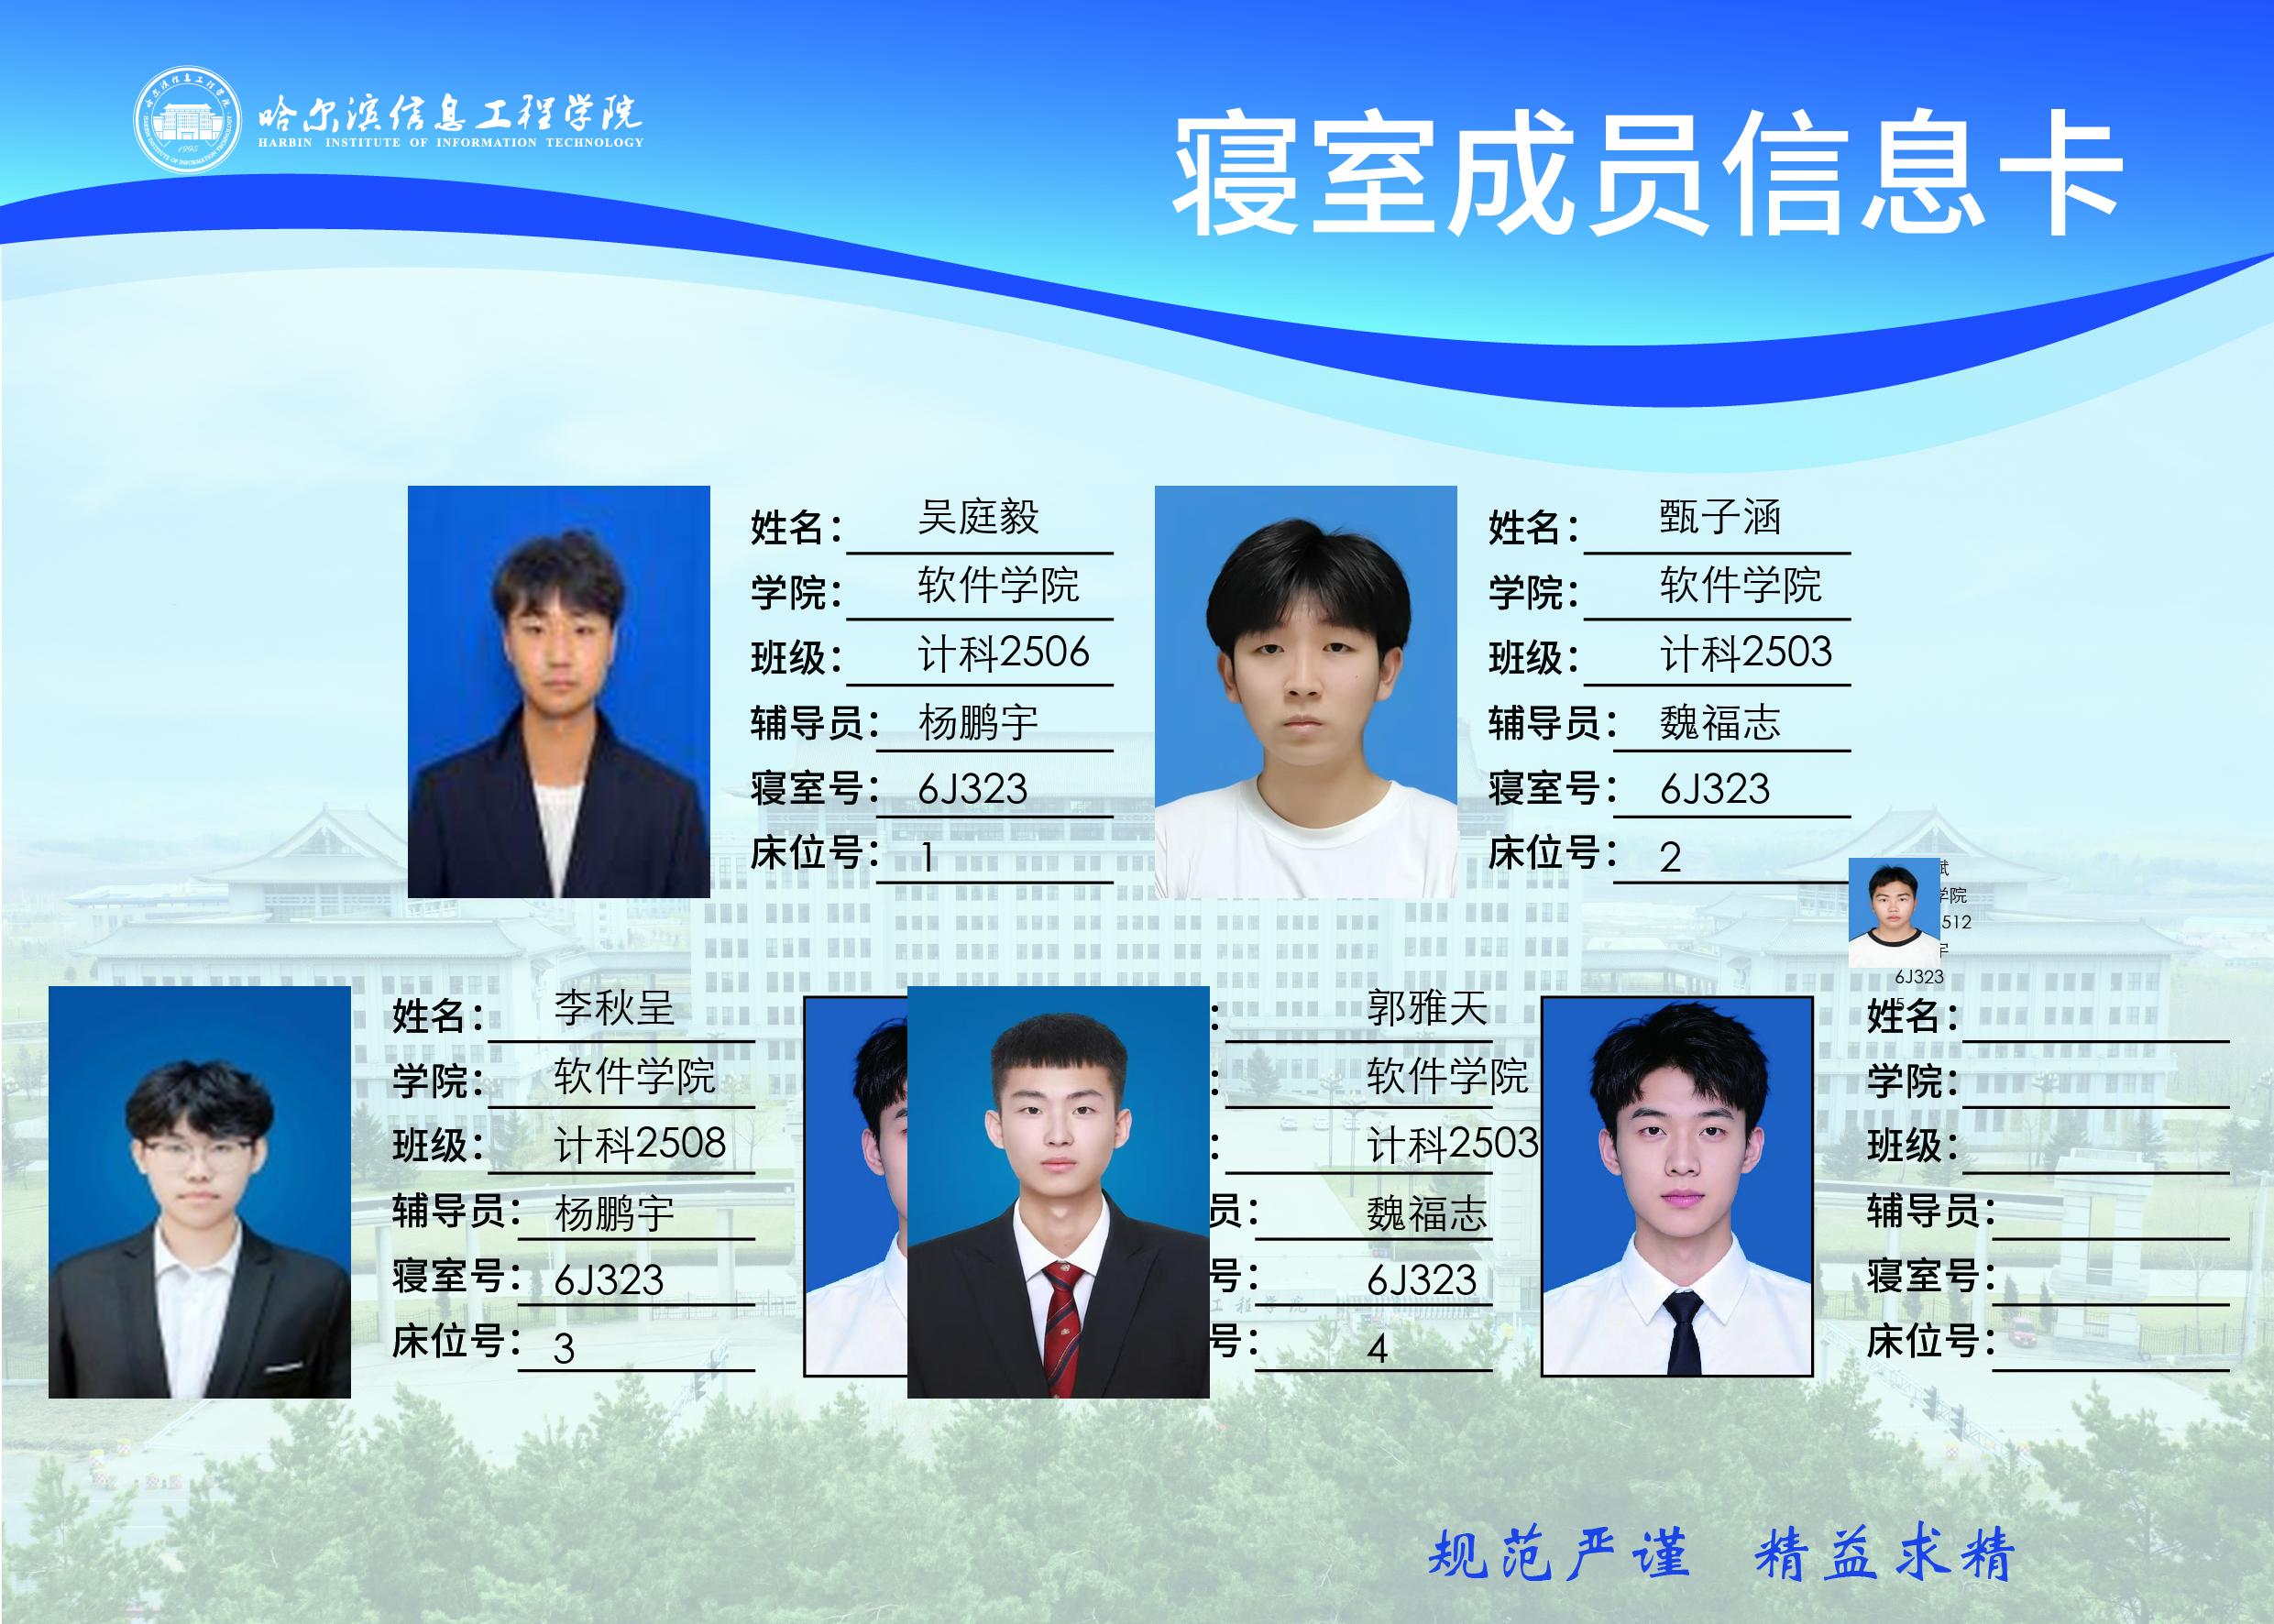 哈尔滨信息工程学院
HARBIN INSTITUTE OF INFORMATION TECHNOLOGY
1995
寝室成员信息卡
姓名： 吴庭毅
学院： 软件学院
班级： 计科2506
辅导员： 杨鹏宇
寝室号： 6J323
床位号： 1
姓名： 甄子涵
学院： 软件学院
班级： 计科2503
辅导员： 魏福志
寝室号： 6J323
床位号： 2
学院
512
宇
6J323
5
姓名： 李秋呈
学院： 软件学院
班级： 计科2508
辅导员： 杨鹏宇
寝室号： 6J323
床位号： 3
： 郭雅天
： 软件学院
： 计科2503
员： 魏福志
号： 6J323
号： 4
姓名：
学院：
班级：
辅导员：
寝室号：
床位号：
规范严谨 精益求精